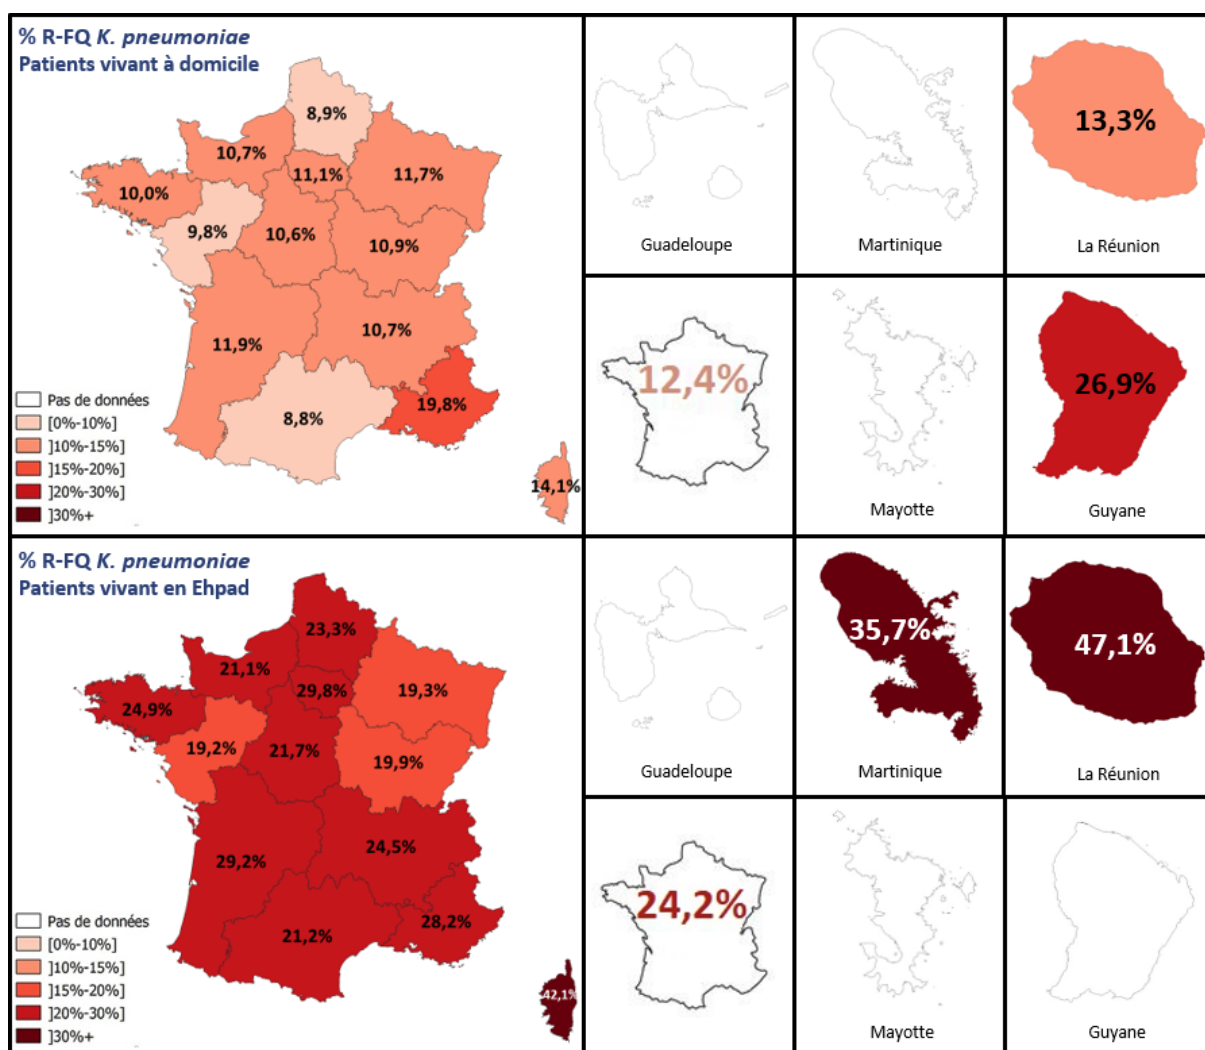 % R-FQ K. pneumoniae
Patients vivant à domicile
8,9%
10,7%
11,1%
11,7%
10,0%
9,8%
10,6%
10,9%
11,9%
10,7%
19,8%
8,8%
14,1%
Pas de données
[0%-10%]
]10%-15%]
]15%-20%]
]20%-30%]
]30%+
Guadeloupe
Martinique
13,3%
La Réunion
12,4%
Mayotte
26,9%
Guyane
% R-FQ K. pneumoniae
Patients vivant en Ehpad
23,3%
21,1%
29,8%
19,3%
24,9%
19,2%
21,7%
19,9%
29,2%
24,5%
28,2%
21,2%
42,1%
Pas de données
[0%-10%]
]10%-15%]
]15%-20%]
]20%-30%]
]30%+
Guadeloupe
35,7%
Martinique
47,1%
La Réunion
24,2%
Mayotte
Guyane